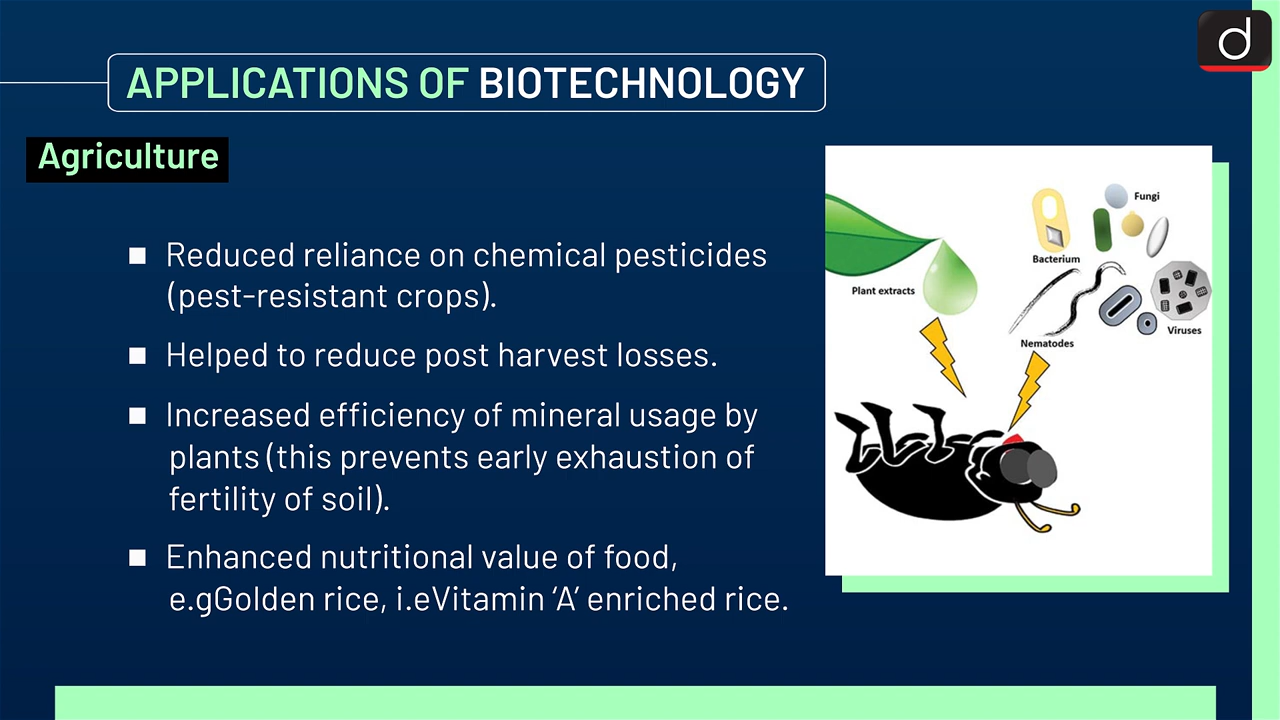 d
APPLICATIONS OF BIOTECHNOLOGY
Agriculture
Reduced reliance on chemical pesticides
(pest-resistant crops).
Helped to reduce post harvest losses.
Increased efficiency of mineral usage by
plants (this prevents early exhaustion of
fertility of soil).
Enhanced nutritional value of food,
e.gGolden rice, i.eVitamin ‘A’ enriched rice.
Fungi
Bacterium
Plant extracts
Viruses
Nematodes